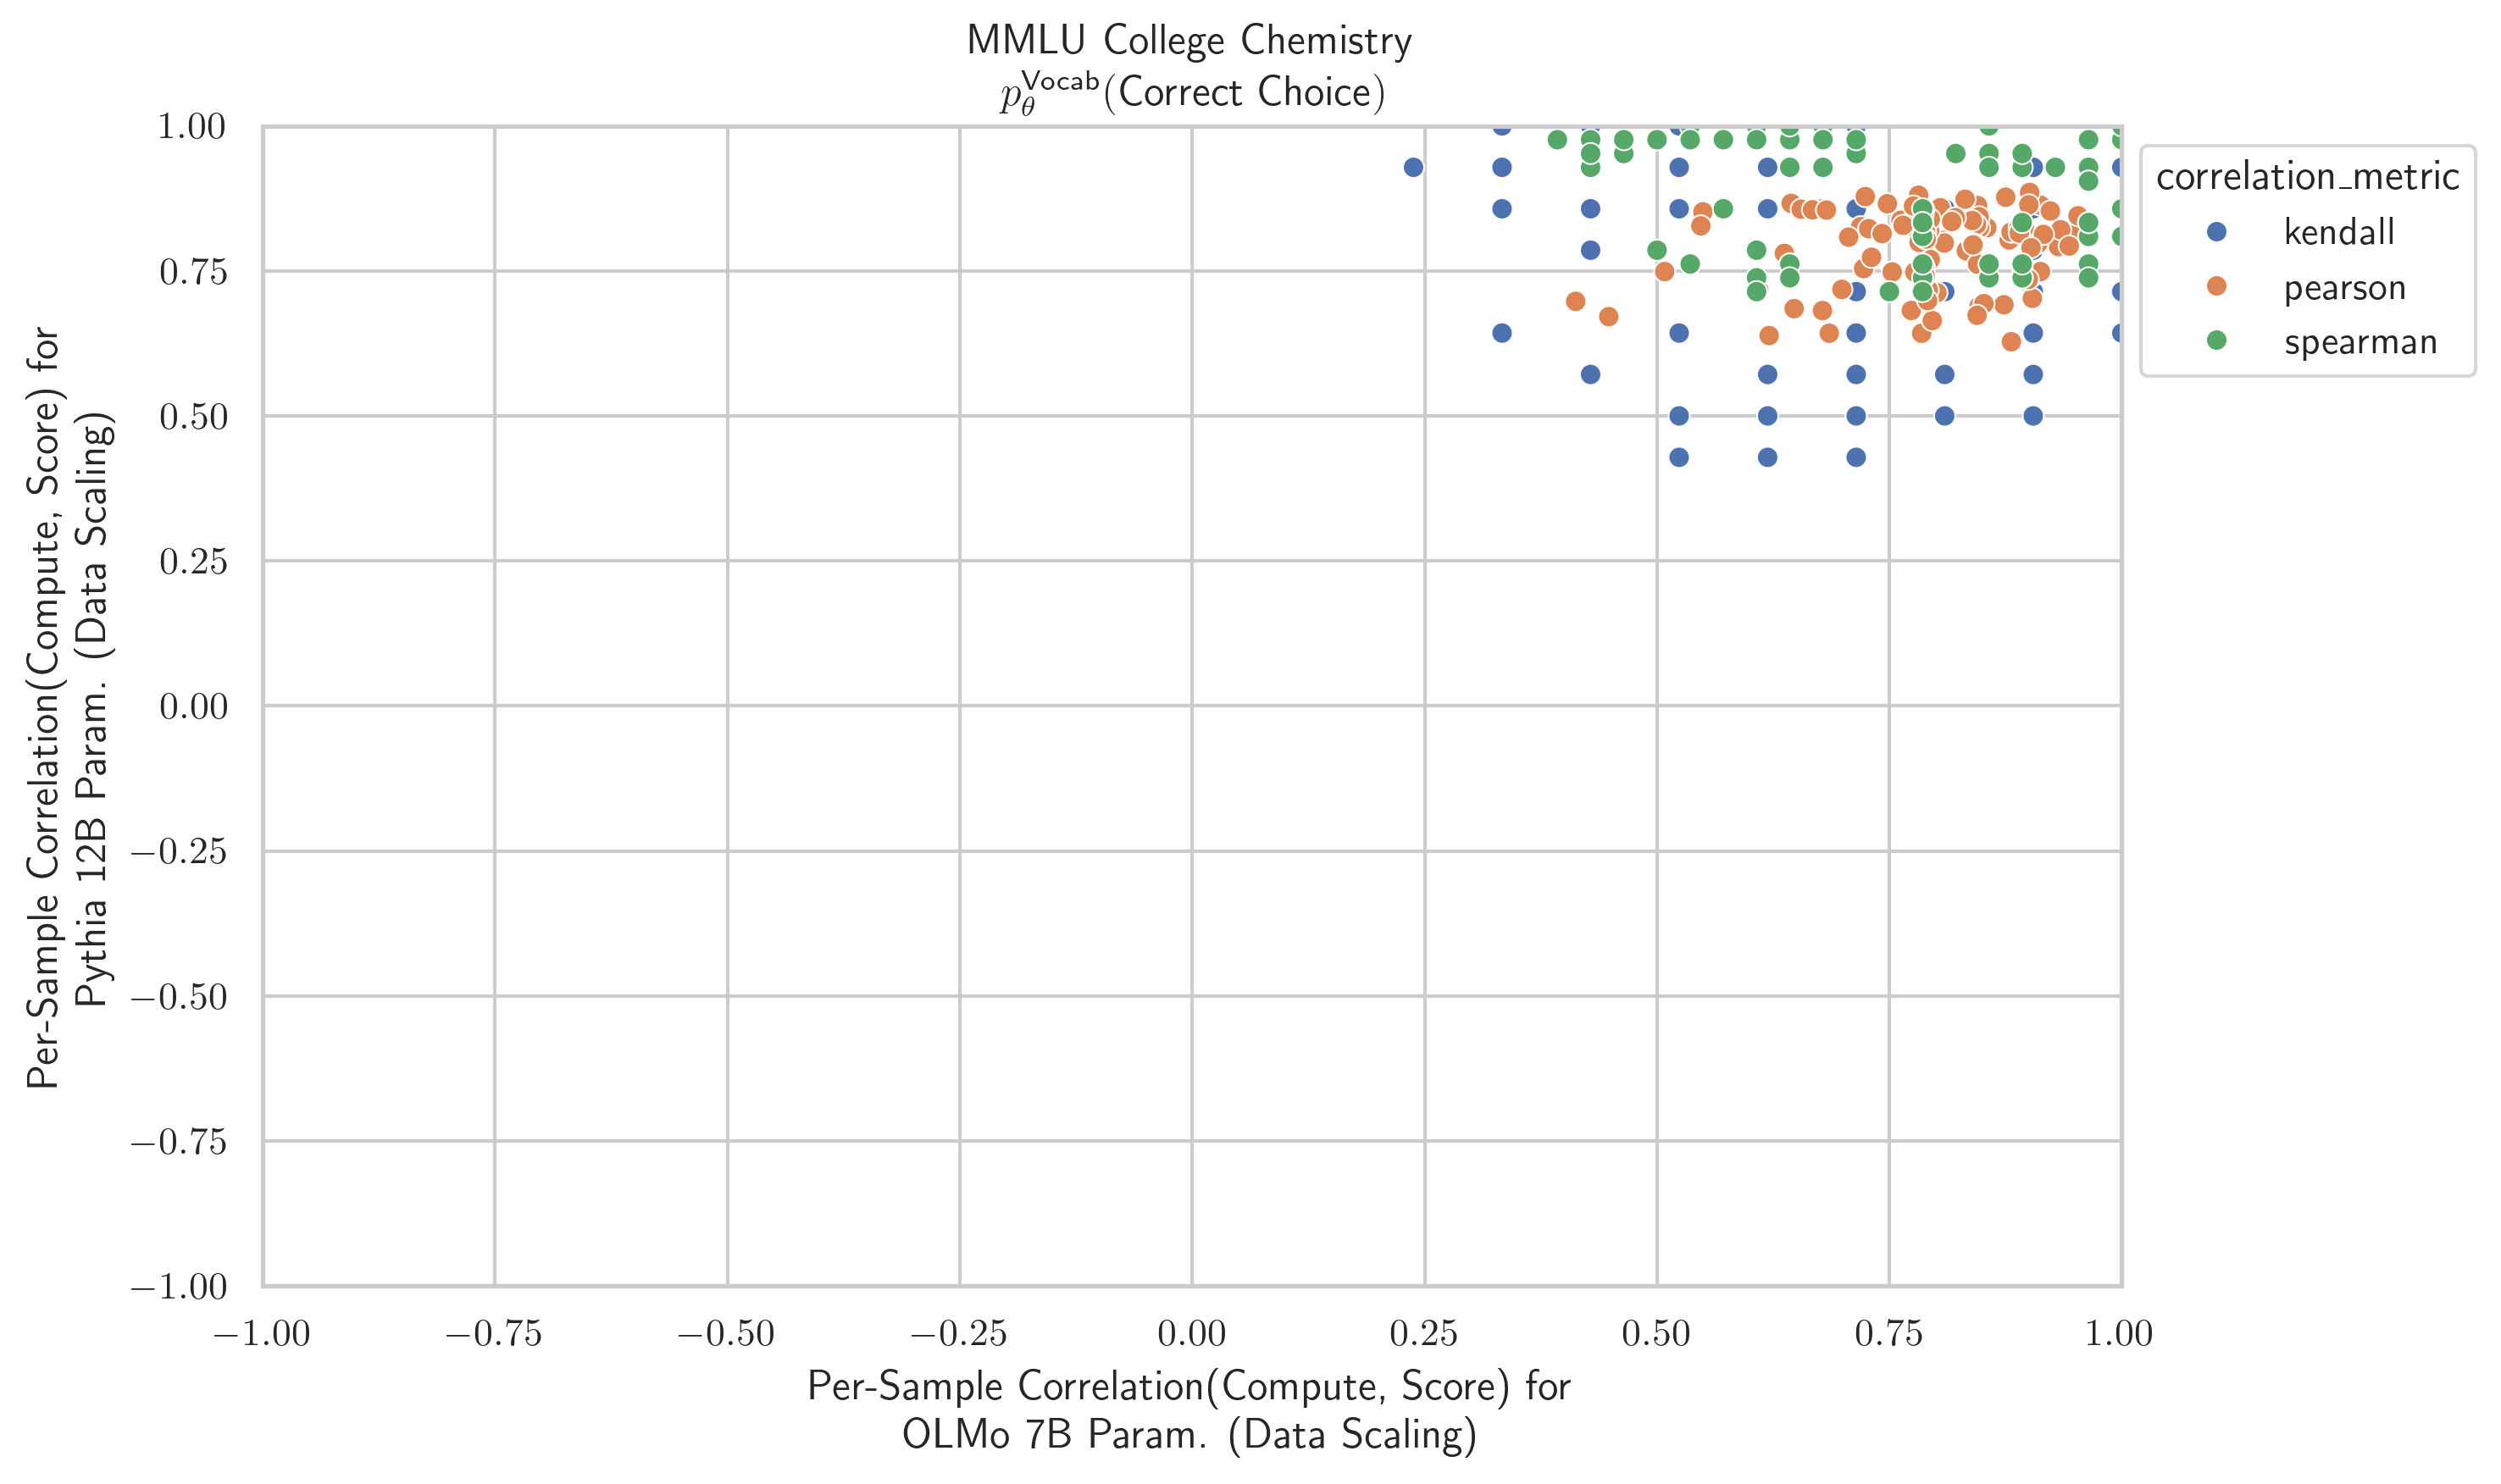 MMLU College Chemistry
p_θ^Vocab(Correct Choice)
Per-Sample Correlation(Compute, Score) for
Pythia 12B Param. (Data Scaling)
1.00
0.75
0.50
0.25
0.00
−0.25
−0.50
−0.75
−1.00
−1.00 −0.75 −0.50 −0.25 0.00 0.25 0.50 0.75 1.00
Per-Sample Correlation(Compute, Score) for
OLMo 7B Param. (Data Scaling)
correlation_metric
kendall
pearson
spearman